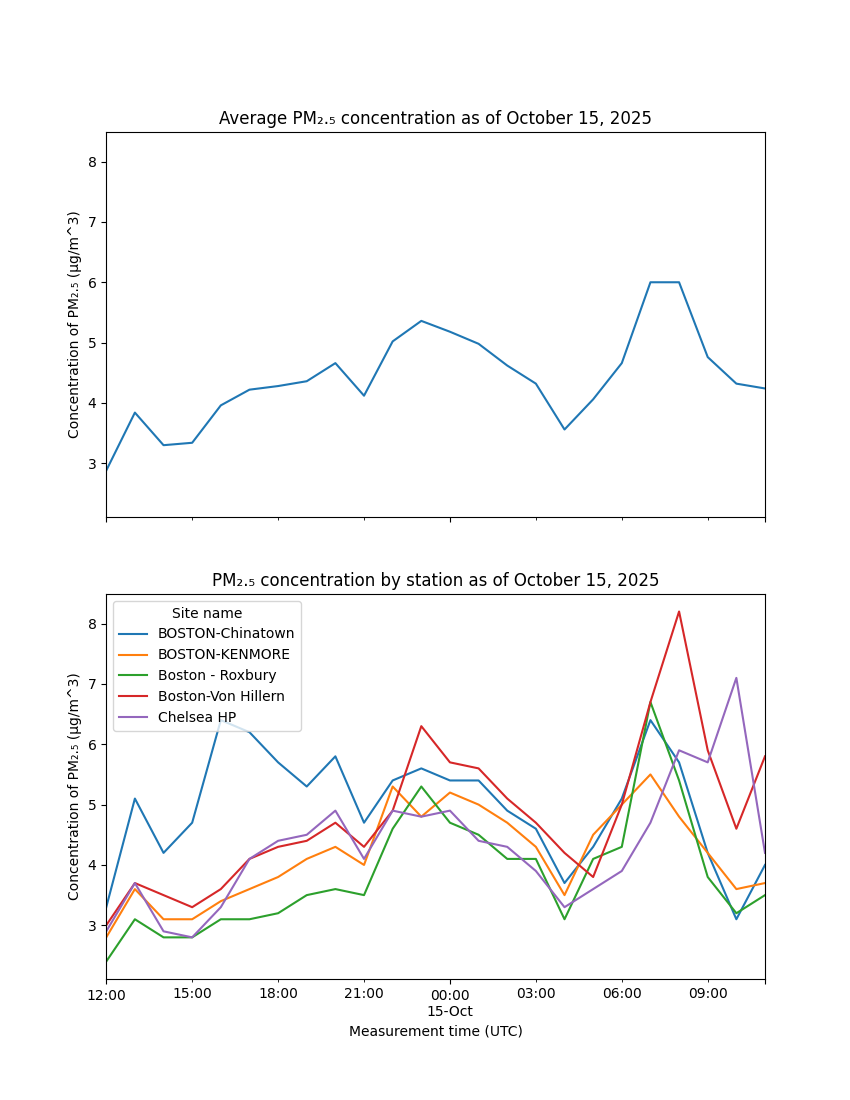 Average PM₂.₅ concentration as of October 15, 2025
Concentration of PM₂.₅ (µg/m^3)
8
7
6
5
4
3
PM₂.₅ concentration by station as of October 15, 2025
Concentration of PM₂.₅ (µg/m^3)
8
7
6
5
4
3
Site name
BOSTON-Chinatown
BOSTON-KENMORE
Boston - Roxbury
Boston-Von Hillern
Chelsea HP
12:00 15:00 18:00 21:00 00:00 03:00 06:00 09:00
15-Oct
Measurement time (UTC)